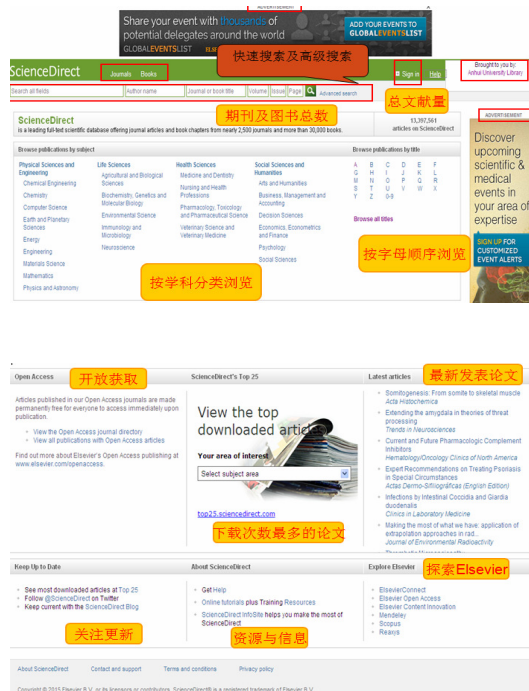 ADVERTISEMENT
Share your event with thousands of
potential delegates around the world
GLOBALEVENTSLIST
ADD YOUR EVENTS TO
GLOBALEVENTSLIST
快速搜索及高级搜索
ScienceDirect
Journals Books
Sign in Help
Brought to you by:
Anhui University Library
Search all fields Author name Journal or book title Volume Issue Page Advanced search
期刊及图书总数
总文献量
ScienceDirect
is a leading full-text scientific database offering journal articles and book chapters from nearly 2,500 journals and more than 30,000 books.
13,397,561
articles on ScienceDirect
ADVERTISEMENT
Discover
upcoming
scientific &
medical
events in
your area of
expertise
SIGN UP FOR
CUSTOMIZED
EVENT ALERTS
Browse publications by subject
Browse publications by title
Physical Sciences and
Engineering
Chemical Engineering
Chemistry
Computer Science
Earth and Planetary
Sciences
Energy
Engineering
Materials Science
Mathematics
Physics and Astronomy
Life Sciences
Agricultural and Biological
Sciences
Biochemistry, Genetics and
Molecular Biology
Environmental Science
Immunology and
Microbiology
Neuroscience
Health Sciences
Medicine and Dentistry
Nursing and Health
Professions
Pharmacology, Toxicology
and Pharmaceutical Science
Veterinary Science and
Veterinary Medicine
Social Sciences and
Humanities
Arts and Humanities
Business, Management and
Accounting
Decision Sciences
Economics, Econometrics
and Finance
Psychology
Social Sciences
A B C D E F
G H I J K L
M N O P Q R
S T U V W X
Y Z 0-9
Browse all titles
按学科分类浏览
按字母顺序浏览
Open Access
开放获取
Articles published in our Open Access journals are made
permanently free for everyone to access immediately upon
publication.
View the Open Access journal directory
View all publications with Open Access articles
Find out more about Elsevier's Open Access publishing at
www.elsevier.com/openaccess.
ScienceDirect's Top 25
View the top
downloaded articles
Your area of interest
Select subject area
top25.sciencedirect.com
下载次数最多的论文
Latest articles
最新发表论文
Somitogenesis: From somite to skeletal muscle
Acta Histochemica
Extending the amygdala in theories of threat
processing
Trends in Neurosciences
Current and Future Pharmacologic Complement
Inhibitors
Hematology/Oncology Clinics of North America
Expert Recommendations on Treating Psoriasis
in Special Circumstances
Actas Dermo-Sifiliográficas (English Edition)
Infections by Intestinal Coccidia and Giardia
duodenalis
Clinics in Laboratory Medicine
Making the most of what we have: application of
extrapolation approaches in rad...
Journal of Environmental Radioactivity
Keep Up to Date
See most downloaded articles at Top 25
Follow @ScienceDirect on Twitter
Keep current with the ScienceDirect Blog
关注更新
About ScienceDirect
Get Help
Online tutorials plus Training Resources
ScienceDirect InfoSite helps you make the most of
ScienceDirect
资源与信息
Explore Elsevier
探索Elsevier
ElsevierConnect
Elsevier Open Access
Elsevier Content Innovation
Mendeley
Scopus
Reaxys
About ScienceDirect Contact and support Terms and conditions Privacy policy
Copyright © 2015 Elsevier B.V. or its licensors or contributors. ScienceDirect® is a registered trademark of Elsevier B.V.